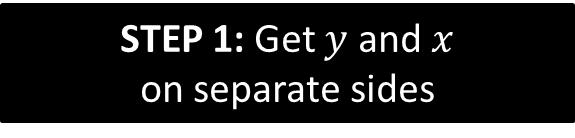 STEP 1: Get y and x
on separate sides